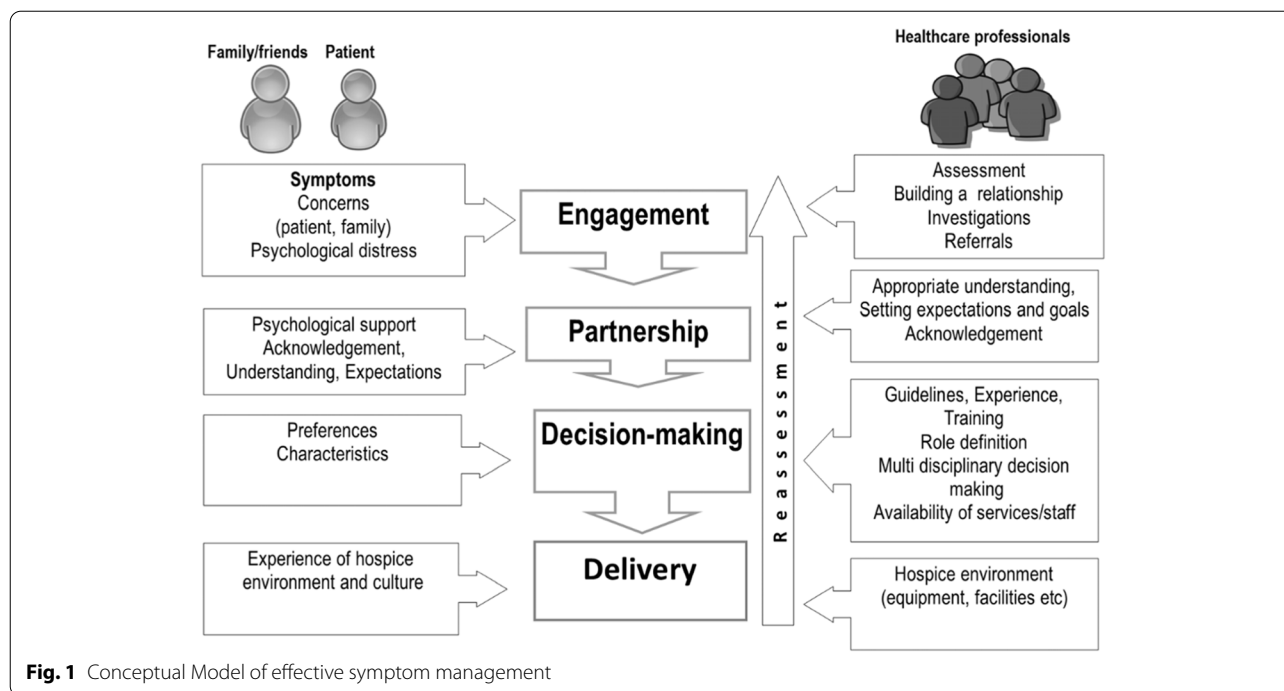 Family/friends Patient
Healthcare professionals
Symptoms
Concerns
(patient, family)
Psychological distress
Engagement
Assessment
Building a relationship
Investigations
Referrals
Psychological support
Acknowledgement,
Understanding, Expectations
Partnership
Appropriate understanding,
Setting expectations and goals
Acknowledgement
Preferences
Characteristics
Decision-making
Guidelines, Experience,
Training
Role definition
Multi disciplinary decision
making
Availability of services/staff
Experience of hospice
environment and culture
Delivery
Hospice environment
(equipment, facilities etc)
Reassessment
Fig. 1 Conceptual Model of effective symptom management